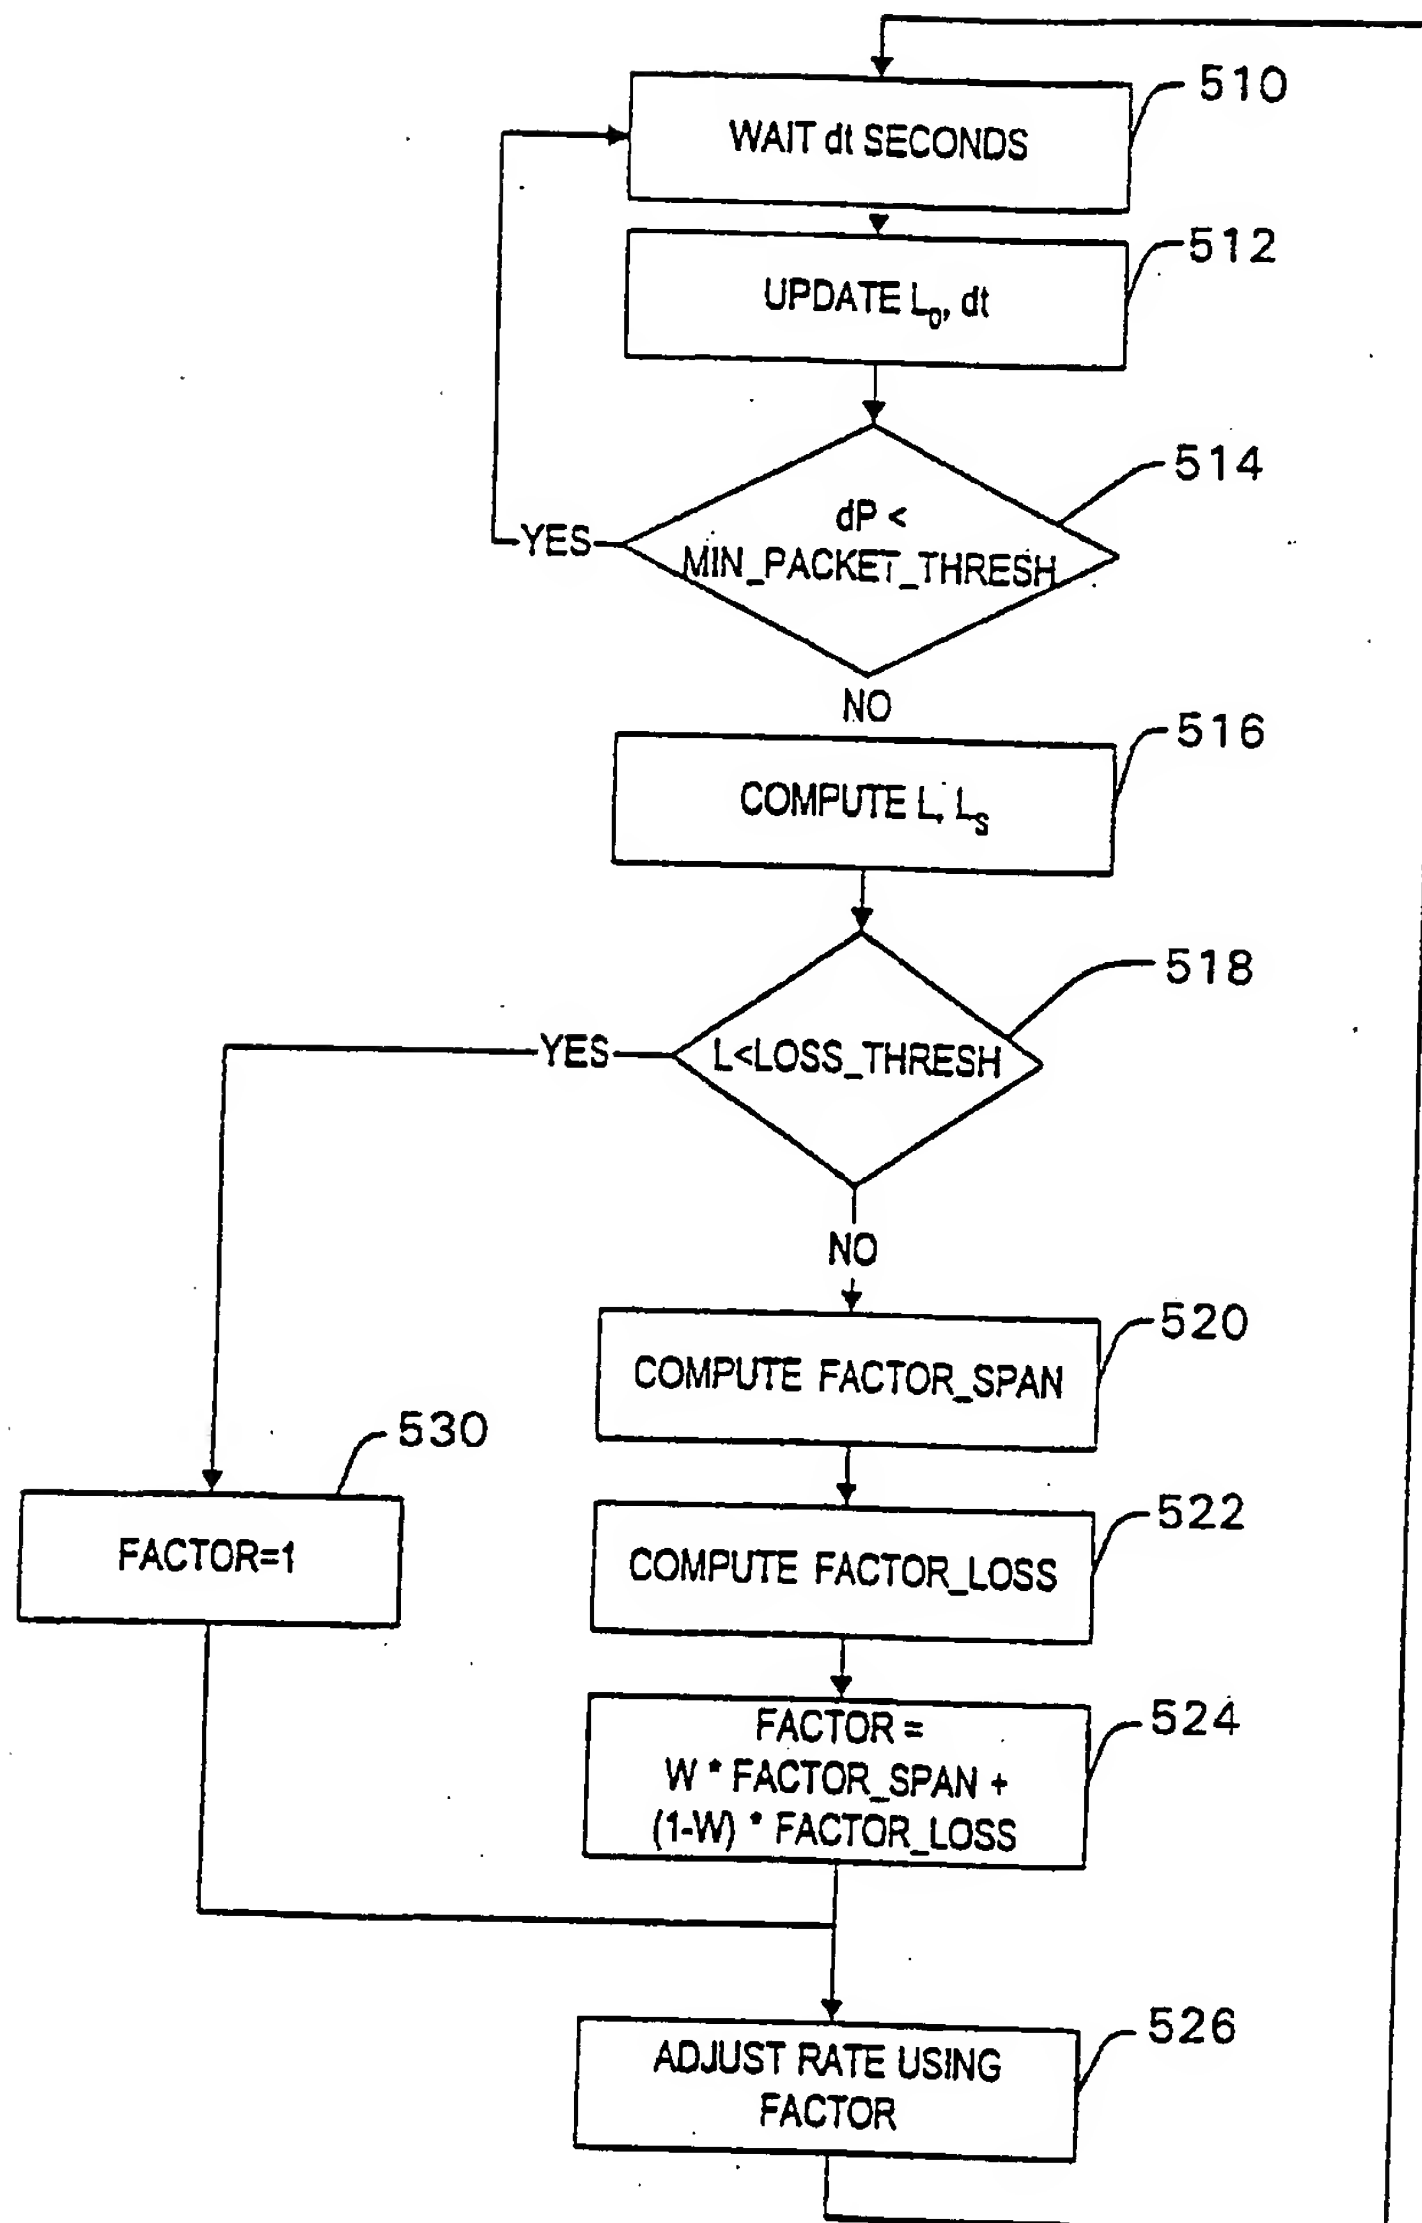 510
WAIT dt SECONDS
512
UPDATE L₀, dt
514
dP <
MIN_PACKET_THRESH
YES
NO
516
COMPUTE L, Lₛ
518
L<LOSS_THRESH
YES
NO
520
COMPUTE FACTOR_SPAN
530
FACTOR=1
522
COMPUTE FACTOR_LOSS
524
FACTOR =
W * FACTOR_SPAN +
(1-W) * FACTOR_LOSS
526
ADJUST RATE USING
FACTOR